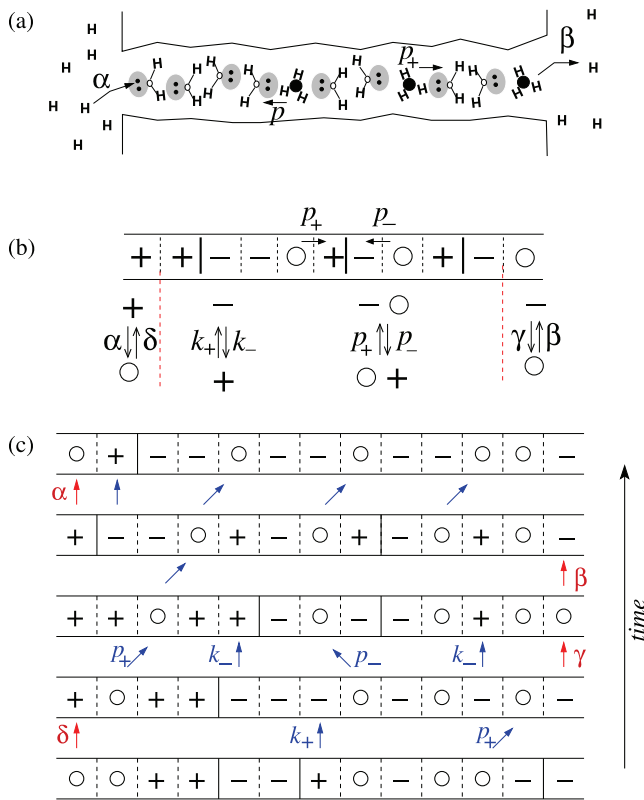 (a)
H H H
H H H H H H
α p₊ β
H H H H H H H H H H H H
H H H H H H H H H H H
p
H H H
(b)
p₊ p₋
+ + − − ○ + − ○ + − ○
+ − − ○ −
α δ k₊ k₋ p₊ p₋ γ β
○ + ○ + ○
(c)
○ + − − ○ − − ○ − − ○ ○ −
α
+ − − ○ + − ○ + − ○ + ○ −
β
+ + ○ + + − ○ − − ○ + ○ ○
p₊ k₋ p₋ k₋ γ
+ ○ + + − − − ○ − ○ − ○ −
δ k₊ p₊
○ ○ + + − − + ○ − ○ ○ − −
time